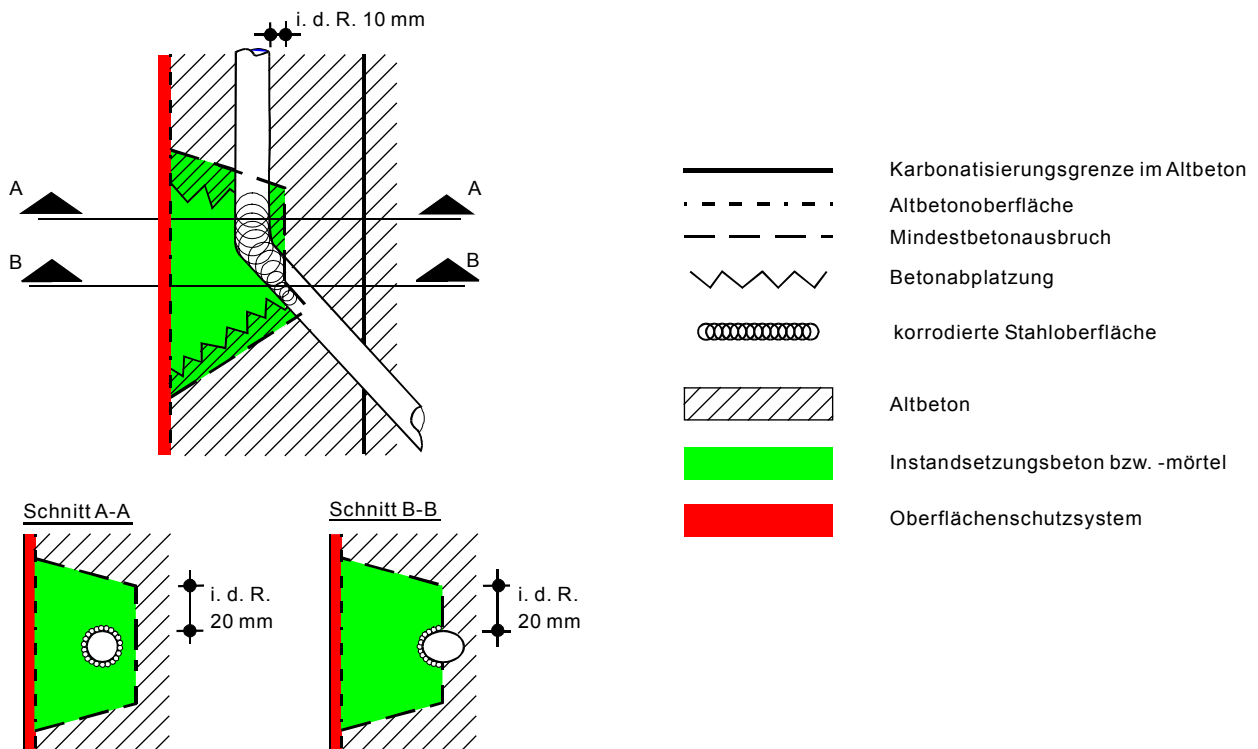 i. d. R. 10 mm
A
A
B
B
Karbonatisierungsgrenze im Altbeton
Altbetonoberfläche
Mindestbetonausbruch
Betonabplatzung
korrodierte Stahloberfläche
Altbeton
Instandsetzungsbeton bzw. -mörtel
Oberflächenschutzsystem
Schnitt A-A
i. d. R.
20 mm
Schnitt B-B
i. d. R.
20 mm